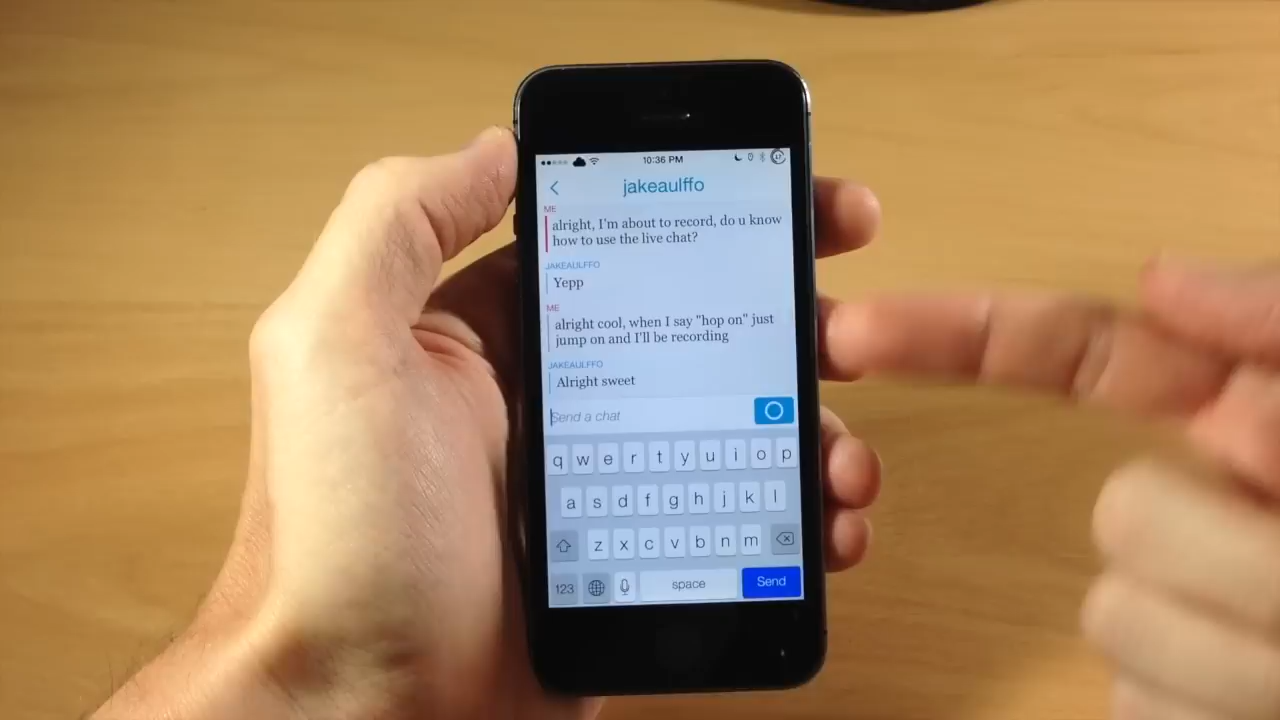 10:36 PM
jakeaulffo
ME
alright, I'm about to record, do u know
how to use the live chat?
JAKEAULFFO
Yepp
ME
alright cool, when I say "hop on" just
jump on and I'll be recording
JAKEAULFFO
Alright sweet
Send a chat
q w e r t y u i o p
a s d f g h j k l
z x c v b n m
123 space Send